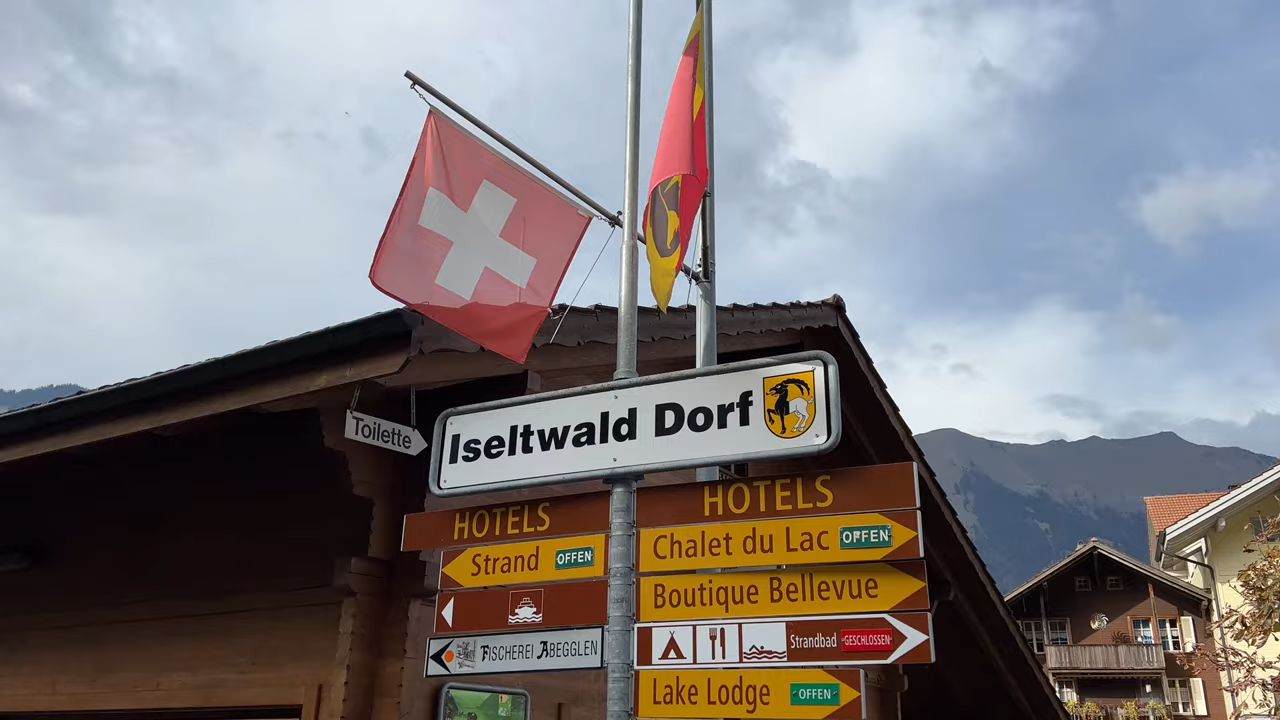 Toilette
Iseltwald Dorf
HOTELS
Strand OFFEN
FISCHEREI ABEGGLEN
HOTELS
Chalet du Lac OFFEN
Boutique Bellevue
Strandbad GESCHLOSSEN
Lake Lodge OFFEN